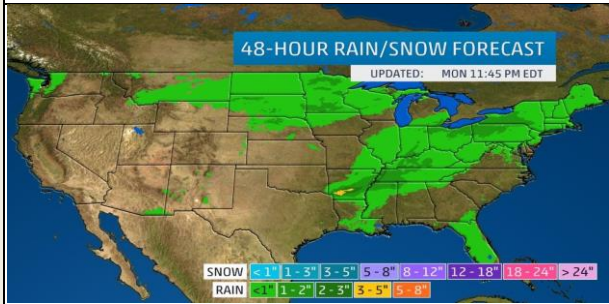 48-HOUR RAIN/SNOW FORECAST
UPDATED: MON 11:45 PM EDT
SNOW <1" 1-3" 3-5" 5-8" 8-12" 12-18" 18-24" >24"
RAIN <1" 1-2" 2-3" 3-5" 5-8"